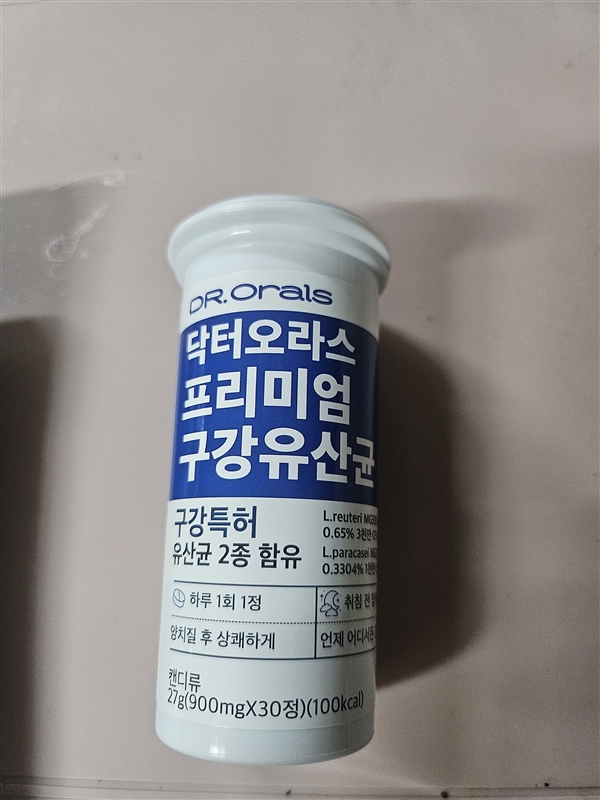 DR.Orals
닥터오라스
프리미엄
구강유산균
구강특허
유산균 2종 함유
L.reuteri
0.65% 3천만
L.paracasei
0.3304% 1천만
하루 1회 1정
취침 전
양치질 후 상쾌하게
언제 어디서든
캔디류
27g(900mgX30정)(100kcal)